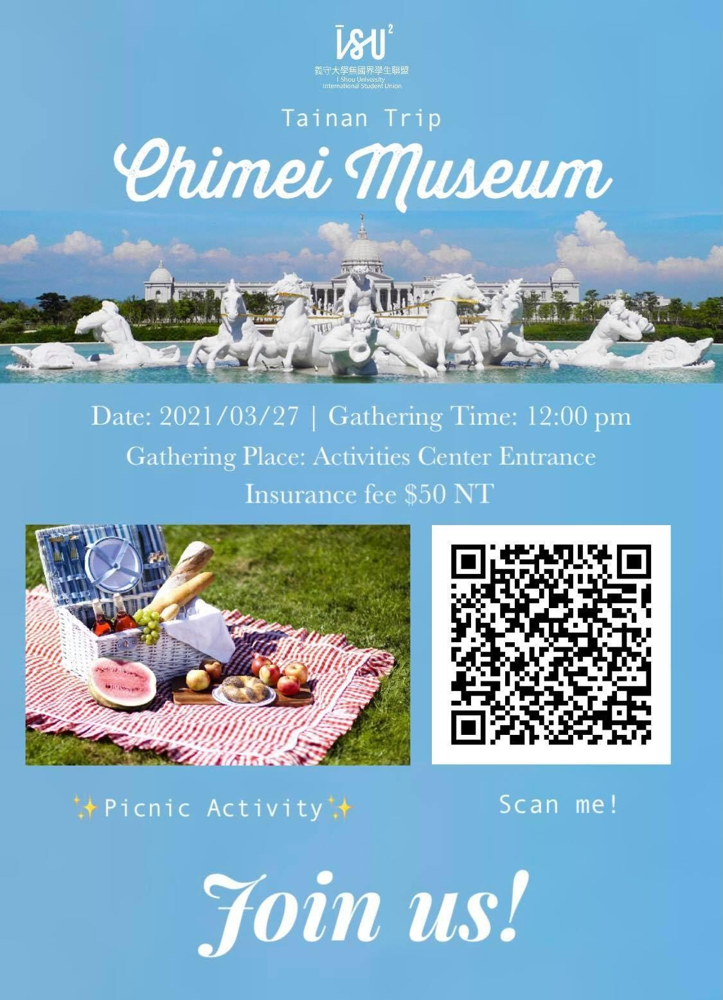 ISU²
義守大學無國界學生聯盟
I Shou University
International Student Union
Tainan Trip
Chimei Museum
Date: 2021/03/27 | Gathering Time: 12:00 pm
Gathering Place: Activities Center Entrance
Insurance fee $50 NT
✨Picnic Activity✨
Scan me!
Join us!